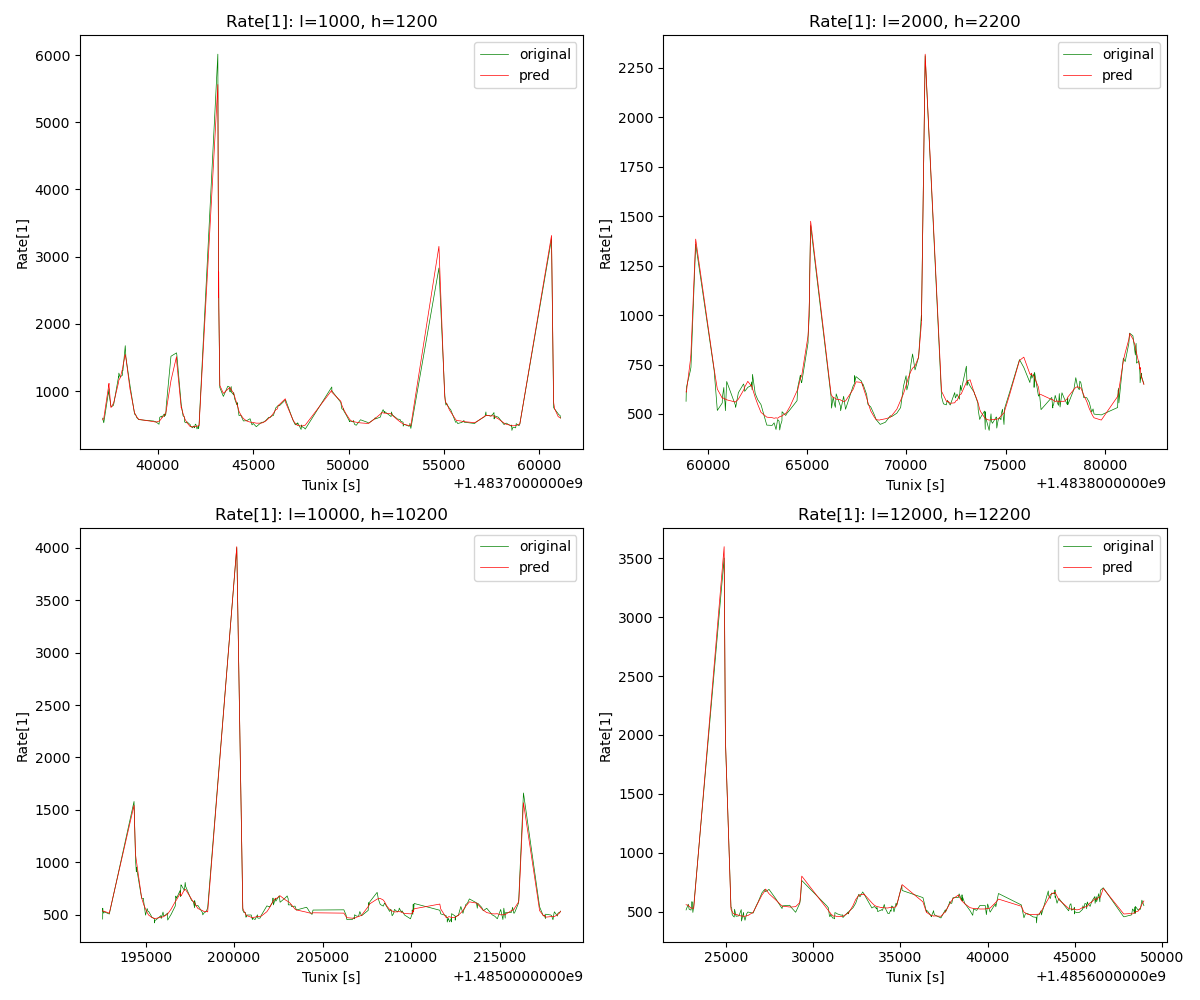 Rate[1]: l=1000, h=1200
original
pred
6000
5000
4000
3000
2000
1000
Rate[1]
40000 45000 50000 55000 60000
Tunix [s]
+1.4837000000e9
Rate[1]: l=2000, h=2200
original
pred
2250
2000
1750
1500
1250
1000
750
500
Rate[1]
60000 65000 70000 75000 80000
Tunix [s]
+1.4838000000e9
Rate[1]: l=10000, h=10200
original
pred
4000
3500
3000
2500
2000
1500
1000
500
Rate[1]
195000 200000 205000 210000 215000
Tunix [s]
+1.4850000000e9
Rate[1]: l=12000, h=12200
original
pred
3500
3000
2500
2000
1500
1000
500
Rate[1]
25000 30000 35000 40000 45000 50000
Tunix [s]
+1.4856000000e9